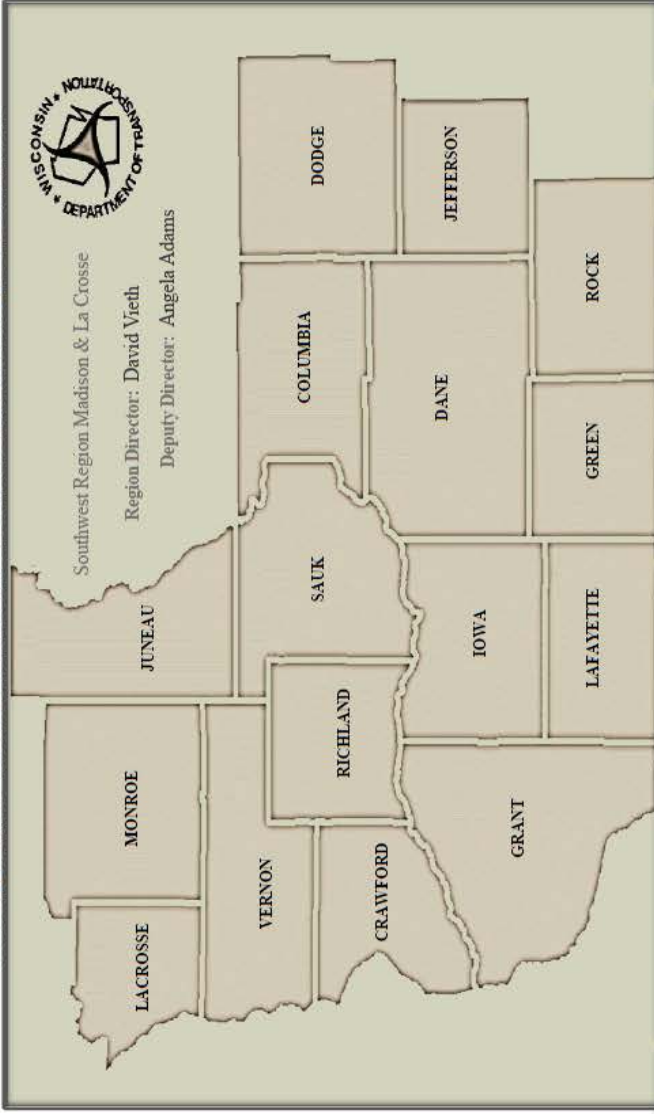 Southwest Region Madison & La Crosse
Region Director: David Vieth
Deputy Director: Angela Adams
WISCONSIN * DEPARTMENT OF TRANSPORTATION *
JUNEAU
MONROE
LACROSSE
VERNON
CRAWFORD
RICHLAND
SAUK
COLUMBIA
DODGE
JEFFERSON
DANE
IOWA
GRANT
LAFAYETTE
GREEN
ROCK